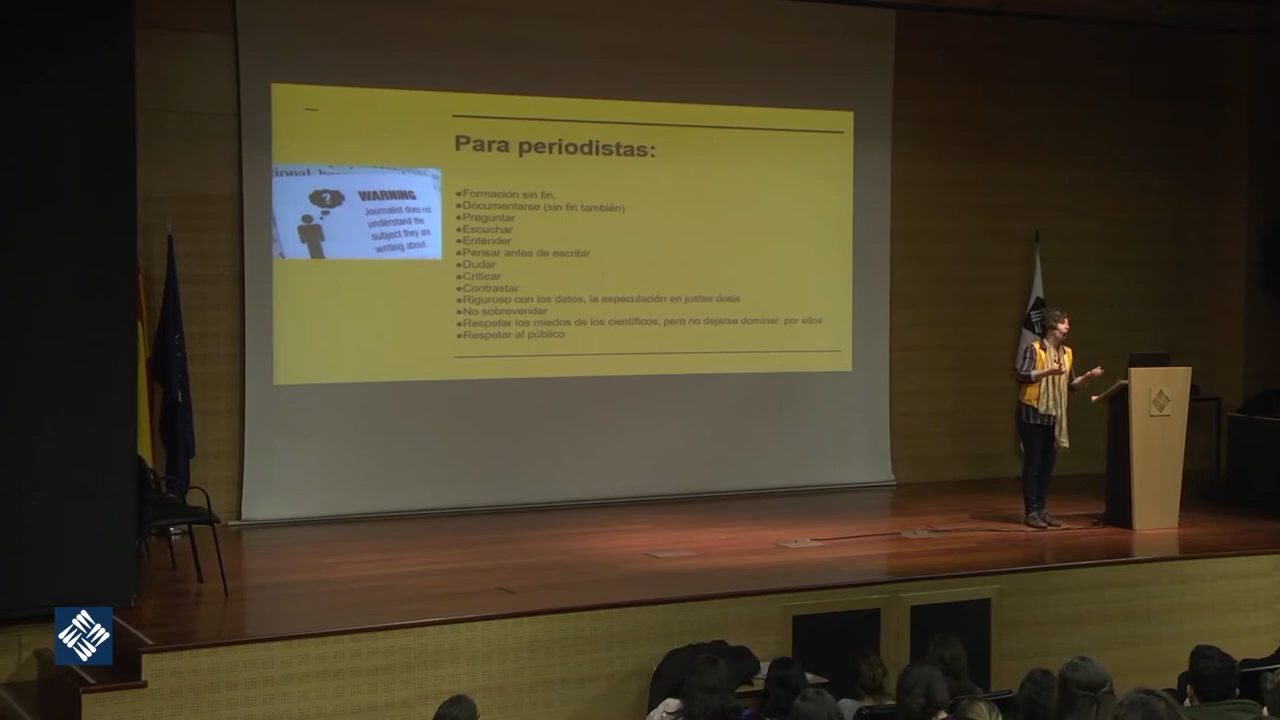 Para periodistas:
WARNING
Journalist does not
understand the
subject they are
writing about.
●Formación sin fin.
●Documentarse (sin fin también)
●Preguntar
●Escuchar
●Entender
●Pensar antes de escribir
●Dudar
●Criticar
●Contrastar
●Riguroso con los datos, la especulación en justas dosis
●No sobrevender
●Respetar los miedos de los científicos, pero no dejarse dominar por ellos
●Respetar al público